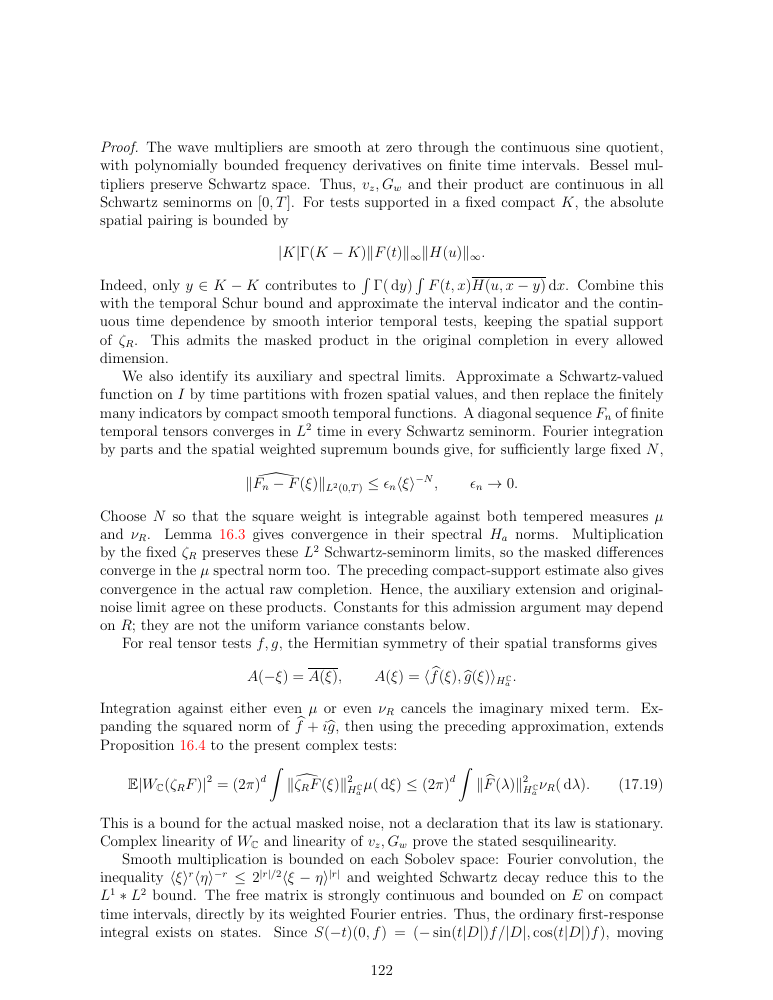 Proof. The wave multipliers are smooth at zero through the continuous sine quotient,
with polynomially bounded frequency derivatives on finite time intervals. Bessel mul-
tipliers preserve Schwartz space. Thus, v_z, G_w and their product are continuous in all
Schwartz seminorms on [0, T]. For tests supported in a fixed compact K, the absolute
spatial pairing is bounded by
|K|Γ(K − K)‖F(t)‖_∞‖H(u)‖_∞.
Indeed, only y ∈ K − K contributes to ∫ Γ(dy) ∫ F(t, x)\overline{H(u, x − y)} dx. Combine this
with the temporal Schur bound and approximate the interval indicator and the contin-
uous time dependence by smooth interior temporal tests, keeping the spatial support
of ζ_R. This admits the masked product in the original completion in every allowed
dimension.
We also identify its auxiliary and spectral limits. Approximate a Schwartz-valued
function on I by time partitions with frozen spatial values, and then replace the finitely
many indicators by compact smooth temporal functions. A diagonal sequence F_n of finite
temporal tensors converges in L^2 time in every Schwartz seminorm. Fourier integration
by parts and the spatial weighted supremum bounds give, for sufficiently large fixed N,
‖\widehat{F_n − F}(ξ)‖_{L^2(0,T)} ≤ ϵ_n⟨ξ⟩^{−N}, ϵ_n → 0.
Choose N so that the square weight is integrable against both tempered measures μ
and ν_R. Lemma 16.3 gives convergence in their spectral H_a norms. Multiplication
by the fixed ζ_R preserves these L^2 Schwartz-seminorm limits, so the masked differences
converge in the μ spectral norm too. The preceding compact-support estimate also gives
convergence in the actual raw completion. Hence, the auxiliary extension and original-
noise limit agree on these products. Constants for this admission argument may depend
on R; they are not the uniform variance constants below.
For real tensor tests f, g, the Hermitian symmetry of their spatial transforms gives
A(−ξ) = \overline{A(ξ)}, A(ξ) = ⟨\widehat{f}(ξ), \widehat{g}(ξ)⟩_{H_a^ℂ}.
Integration against either even μ or even ν_R cancels the imaginary mixed term. Ex-
panding the squared norm of \widehat{f} + i\widehat{g}, then using the preceding approximation, extends
Proposition 16.4 to the present complex tests:
𝔼|W_ℂ(ζ_R F)|^2 = (2π)^d ∫ ‖\widehat{ζ_R F}(ξ)‖^2_{H_a^ℂ} μ(dξ) ≤ (2π)^d ∫ ‖\widehat{F}(λ)‖^2_{H_a^ℂ} ν_R(dλ). (17.19)
This is a bound for the actual masked noise, not a declaration that its law is stationary.
Complex linearity of W_ℂ and linearity of v_z, G_w prove the stated sesquilinearity.
Smooth multiplication is bounded on each Sobolev space: Fourier convolution, the
inequality ⟨ξ⟩^r⟨η⟩^{−r} ≤ 2^{|r|/2}⟨ξ − η⟩^{|r|} and weighted Schwartz decay reduce this to the
L^1 ∗ L^2 bound. The free matrix is strongly continuous and bounded on E on compact
time intervals, directly by its weighted Fourier entries. Thus, the ordinary first-response
integral exists on states. Since S(−t)(0, f) = (− sin(t|D|)f/|D|, cos(t|D|)f), moving
122